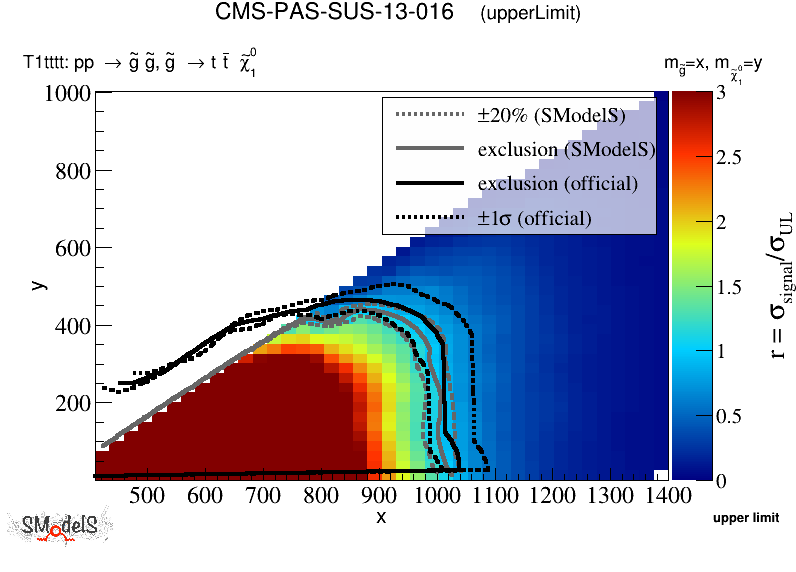 CMS-PAS-SUS-13-016 (upperLimit)
T1tttt: pp → g̃ g̃, g̃ → t t̄ χ̃₁⁰
m_g̃=x, m_χ̃₁⁰=y
±20% (SModelS)
exclusion (SModelS)
exclusion (official)
±1σ (official)
1000
800
600
400
200
y
500 600 700 800 900 1000 1100 1200 1300 1400
x
3
2.5
2
1.5
1
0.5
0
r = σ_signal/σ_UL
SModelS
upper limit